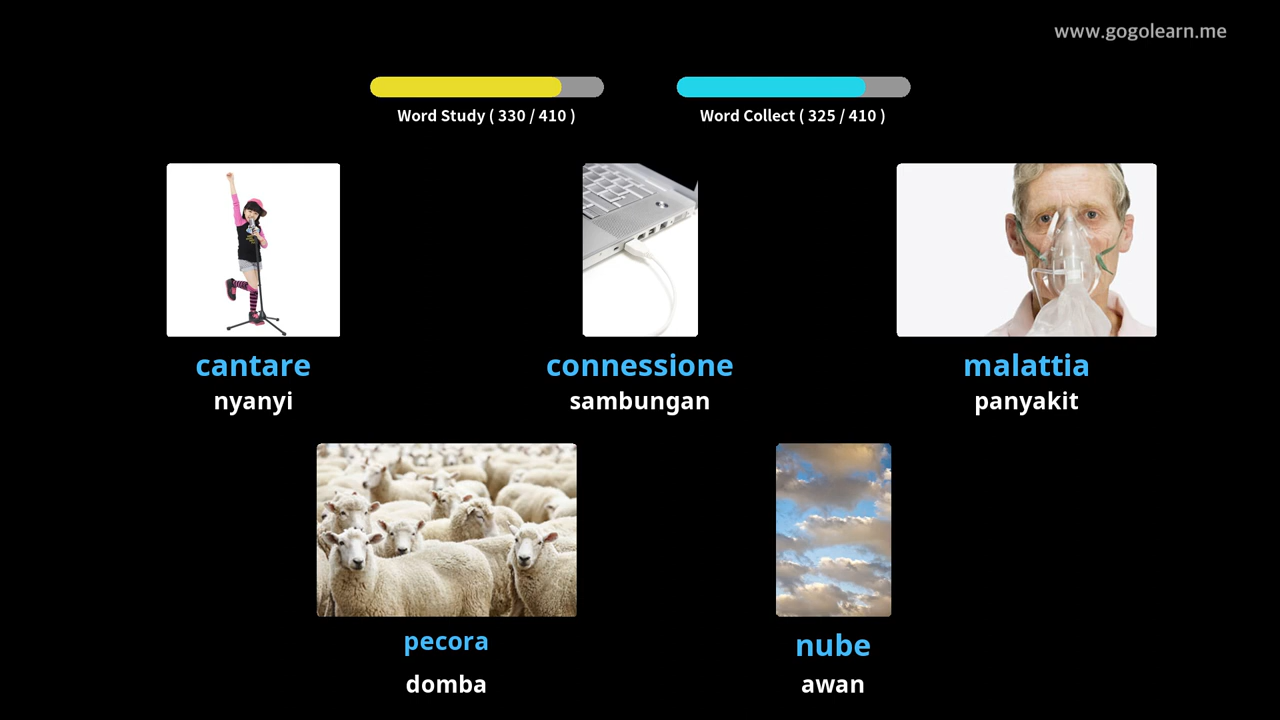 www.gogolearn.me
Word Study ( 330 / 410 )
Word Collect ( 325 / 410 )
cantare
nyanyi
connessione
sambungan
malattia
panyakit
pecora
domba
nube
awan